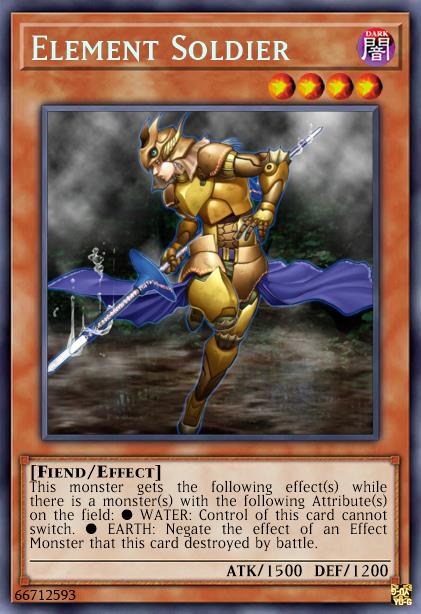 Element Soldier
DARK
闇
[Fiend/Effect]
This monster gets the following effect(s) while
there is a monster(s) with the following Attribute(s)
on the field: ● WATER: Control of this card cannot
switch. ● EARTH: Negate the effect of an Effect
Monster that this card destroyed by battle.
ATK/1500 DEF/1200
66712593